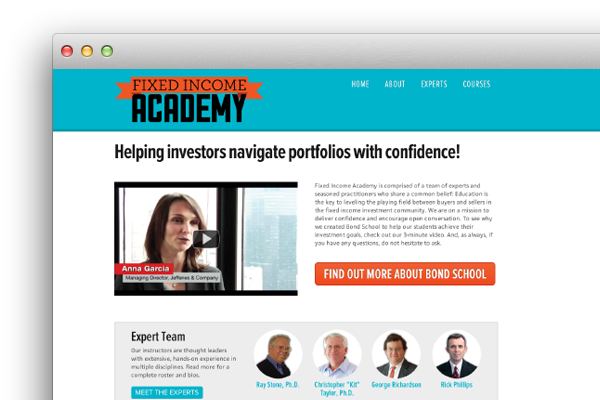 FIXED INCOME
ACADEMY
HOME ABOUT EXPERTS COURSES
Helping investors navigate portfolios with confidence!
Anna Garcia
Managing Director, Jefferies & Company
Fixed Income Academy is comprised of a team of experts and
seasoned practitioners who share a common belief: Education is
the key to leveling the playing field between buyers and sellers in
the fixed income investment community. We are on a mission to
deliver confidence and encourage open conversation. To see why
we created Bond School to help our students achieve their
investment goals, check out our 5-minute video. And, as always, if
you have any questions, do not hesitate to ask.
FIND OUT MORE ABOUT BOND SCHOOL
Expert Team
Our instructors are thought leaders
with extensive, hands-on experience in
multiple disciplines. Read more for a
complete roster and bios.
MEET THE EXPERTS
Ray Stone, Ph.D.
Christopher "Kit"
Taylor, Ph.D.
George Richardson
Rick Phillips